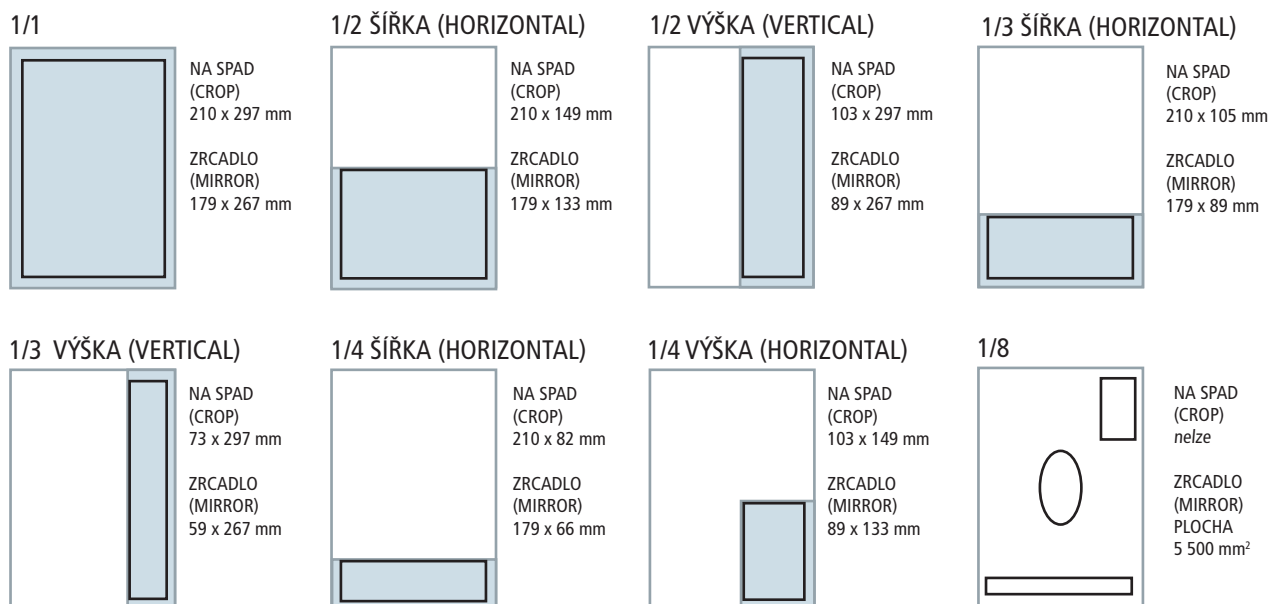 1/1
NA SPAD
(CROP)
210 x 297 mm
ZRCADLO
(MIRROR)
179 x 267 mm
1/2 ŠÍŘKA (HORIZONTAL)
NA SPAD
(CROP)
210 x 149 mm
ZRCADLO
(MIRROR)
179 x 133 mm
1/2 VÝŠKA (VERTICAL)
NA SPAD
(CROP)
103 x 297 mm
ZRCADLO
(MIRROR)
89 x 267 mm
1/3 ŠÍŘKA (HORIZONTAL)
NA SPAD
(CROP)
210 x 105 mm
ZRCADLO
(MIRROR)
179 x 89 mm
1/3 VÝŠKA (VERTICAL)
NA SPAD
(CROP)
73 x 297 mm
ZRCADLO
(MIRROR)
59 x 267 mm
1/4 ŠÍŘKA (HORIZONTAL)
NA SPAD
(CROP)
210 x 82 mm
ZRCADLO
(MIRROR)
179 x 66 mm
1/4 VÝŠKA (HORIZONTAL)
NA SPAD
(CROP)
103 x 149 mm
ZRCADLO
(MIRROR)
89 x 133 mm
1/8
NA SPAD
(CROP)
nelze
ZRCADLO
(MIRROR)
PLOCHA
5 500 mm²